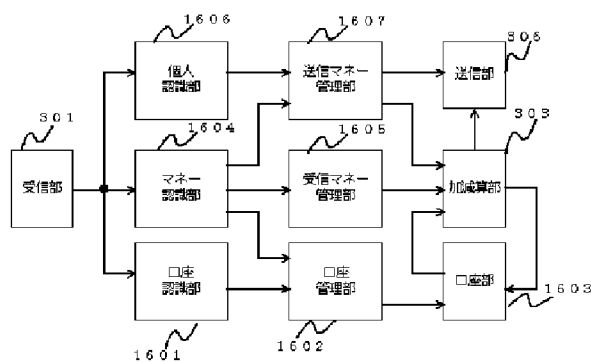 1606
個人
認識部
1607
送信マネー
管理部
306
送信部
301
受信部
1604
マネー
認識部
1605
受信マネー
管理部
303
加減算部
口座
認識部
1601
口座
管理部
1602
口座部
1603